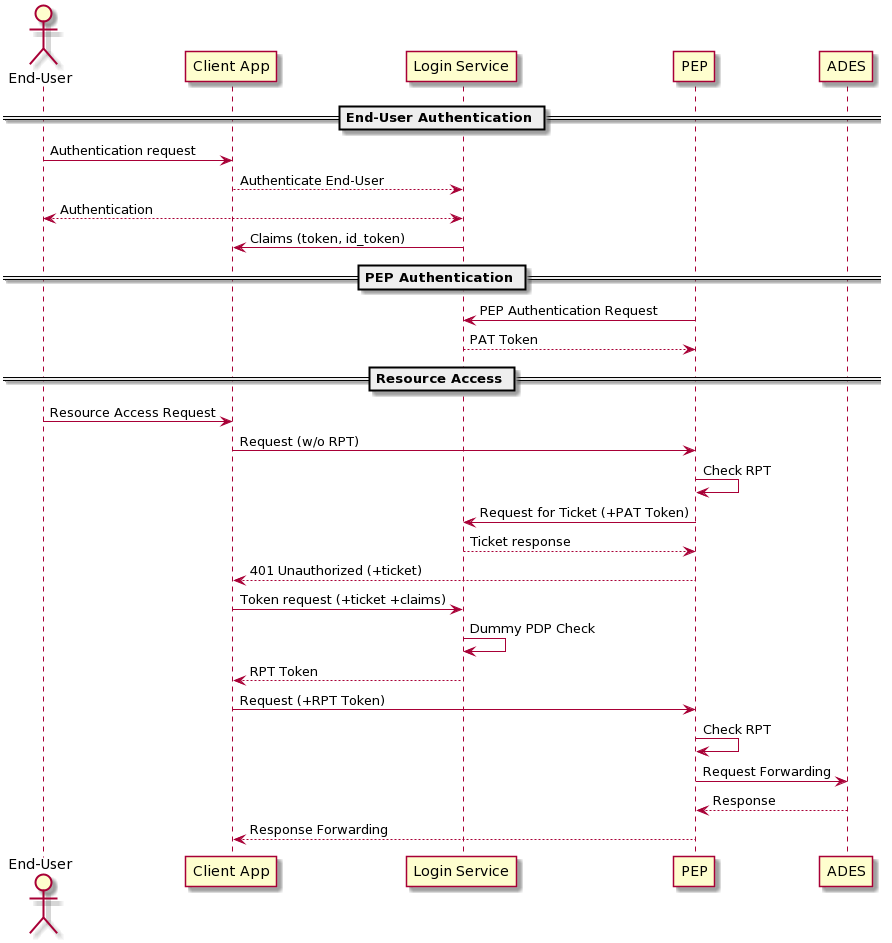 End-User
Client App
Login Service
PEP
ADES
End-User Authentication
Authentication request
Authenticate End-User
Authentication
Claims (token, id_token)
PEP Authentication
PEP Authentication Request
PAT Token
Resource Access
Resource Access Request
Request (w/o RPT)
Check RPT
Request for Ticket (+PAT Token)
Ticket response
401 Unauthorized (+ticket)
Token request (+ticket +claims)
Dummy PDP Check
RPT Token
Request (+RPT Token)
Check RPT
Request Forwarding
Response
Response Forwarding
End-User
Client App
Login Service
PEP
ADES